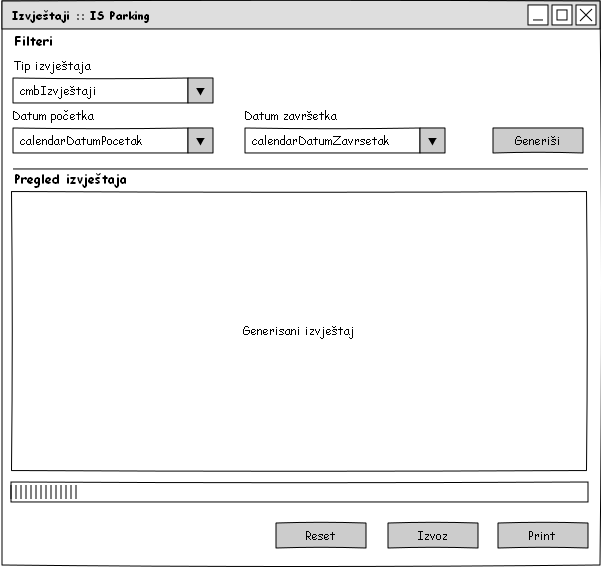 Izvještaji :: IS Parking
Filteri
Tip izvještaja
cmbIzvještaji
Datum početka
Datum završetka
calendarDatumPocetak
calendarDatumZavrsetak
Generiši
Pregled izvještaja
Generisani izvještaj
Reset
Izvoz
Print